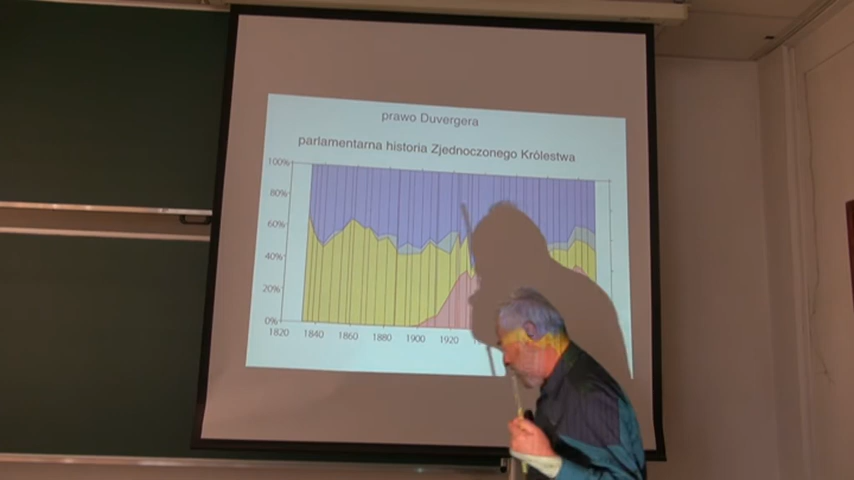 prawo Duvergera
parlamentarna historia Zjednoczonego Królestwa
100%
80%
60%
40%
20%
0%
1820 1840 1860 1880 1900 1920